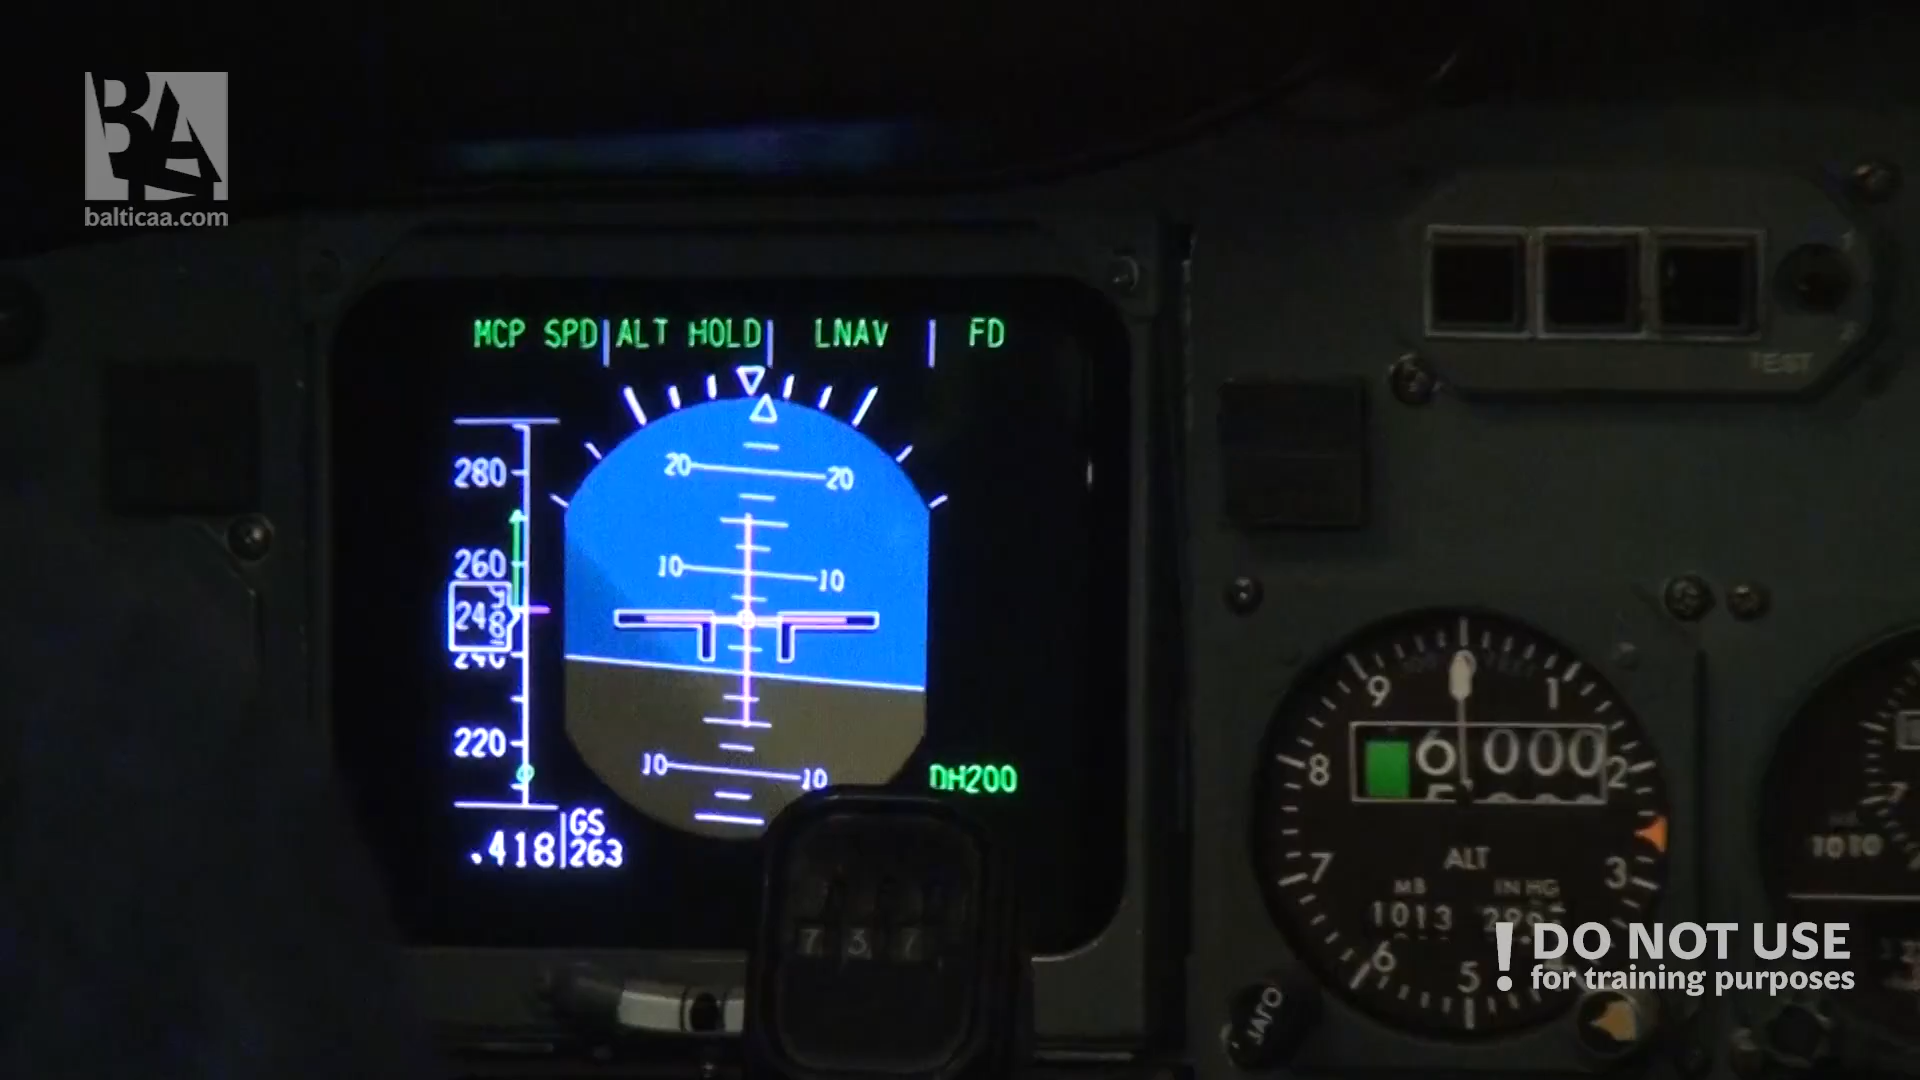 BAA
balticaa.com
MCP SPD ALT HOLD LNAV FD
20 20
280
10 10
260
248
240
220
10 10
DH200
.418 GS
263
TEST
9 1
8 6 000 2
ALT
7 3
MB IN HG
1013
6 5
1010
7 3 7
! DO NOT USE
for training purposes